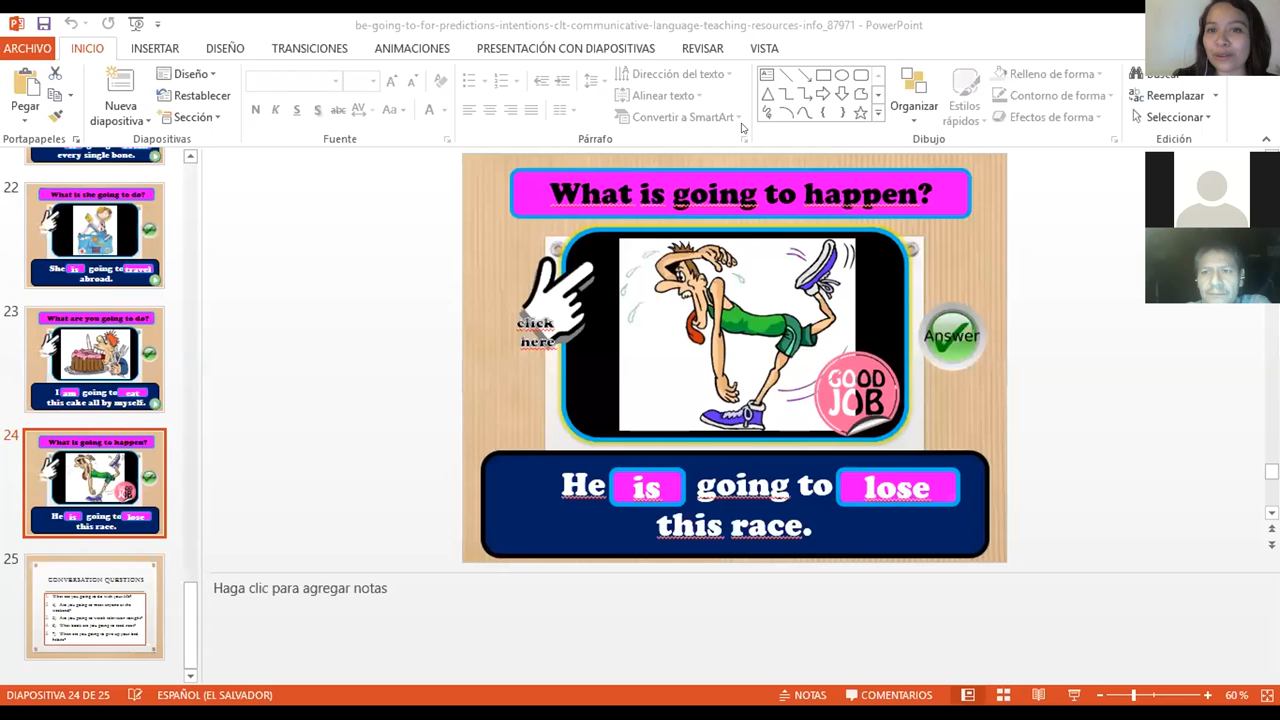 be-going-to-for-predictions-intentions-clt-communicative-language-teaching-resources-info_87971 - PowerPoint
ARCHIVO INICIO INSERTAR DISEÑO TRANSICIONES ANIMACIONES PRESENTACIÓN CON DIAPOSITIVAS REVISAR VISTA
Pegar
Portapapeles
Nueva
diapositiva
Diseño
Restablecer
Sección
Diapositivas
N K S S abc AV Aa A
Fuente
Dirección del texto
Alinear texto
Convertir a SmartArt
Párrafo
Organizar
Estilos
rápidos
Relleno de forma
Contorno de forma
Efectos de forma
Dibujo
Reemplazar
Seleccionar
Edición
every single bone.
22
What is she going to do?
She is going to travel
abroad.
23
What are you going to do?
I am going to eat
this cake all by myself.
24
What is going to happen?
He is going to lose
this race.
25
CONVERSATION QUESTIONS
What is going to happen?
click
here
GOOD
JOB
Answer
He is going to lose
this race.
Haga clic para agregar notas
DIAPOSITIVA 24 DE 25 ESPAÑOL (EL SALVADOR) NOTAS COMENTARIOS 60 %